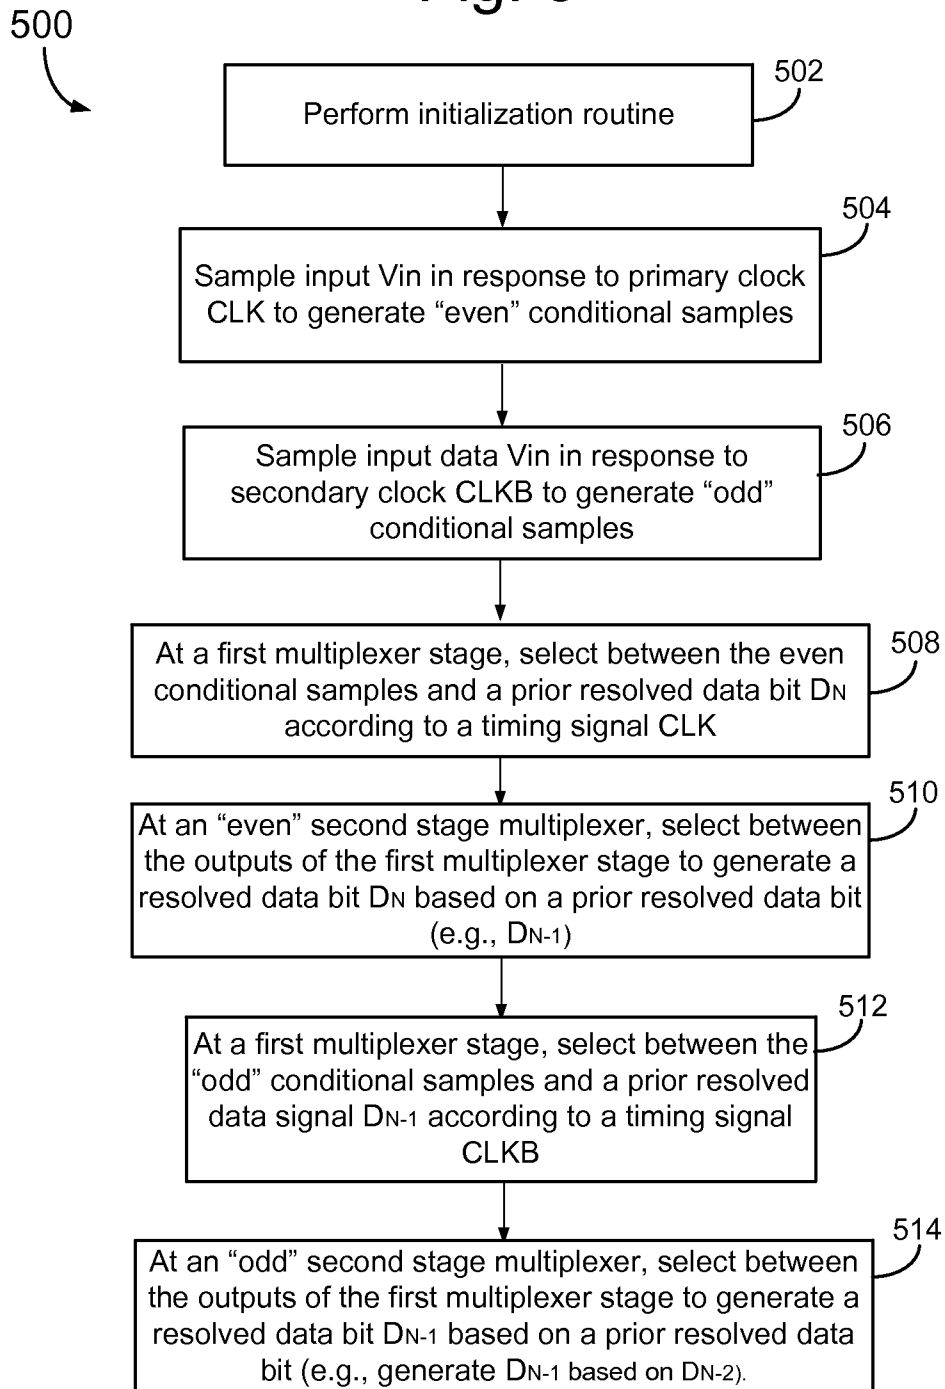 500
502
Perform initialization routine
504
Sample input Vin in response to primary clock
CLK to generate “even” conditional samples
506
Sample input data Vin in response to
secondary clock CLKB to generate “odd”
conditional samples
508
At a first multiplexer stage, select between the even
conditional samples and a prior resolved data bit DN
according to a timing signal CLK
510
At an “even” second stage multiplexer, select between
the outputs of the first multiplexer stage to generate a
resolved data bit DN based on a prior resolved data bit
(e.g., DN-1)
512
At a first multiplexer stage, select between the
“odd” conditional samples and a prior resolved
data signal DN-1 according to a timing signal
CLKB
514
At an “odd” second stage multiplexer, select between
the outputs of the first multiplexer stage to generate a
resolved data bit DN-1 based on a prior resolved data
bit (e.g., generate DN-1 based on DN-2).